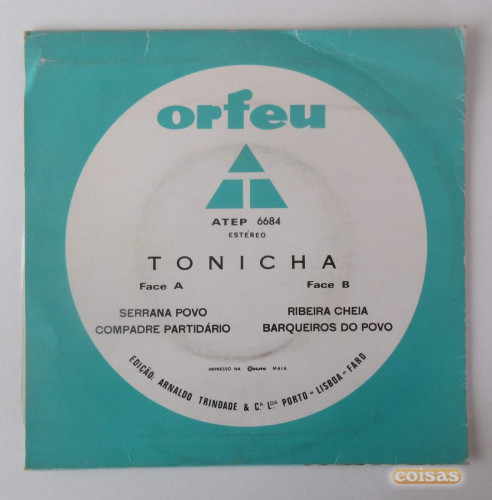 orfeu
ATEP 6684
ESTÉREO
TONICHA
Face A
SERRANA POVO
COMPADRE PARTIDÁRIO
Face B
RIBEIRA CHEIA
BARQUEIROS DO POVO
IMPRESSO NA MAIA
EDIÇÃO: ARNALDO TRINDADE & Cª Lda PORTO - LISBOA - FARO
coisas